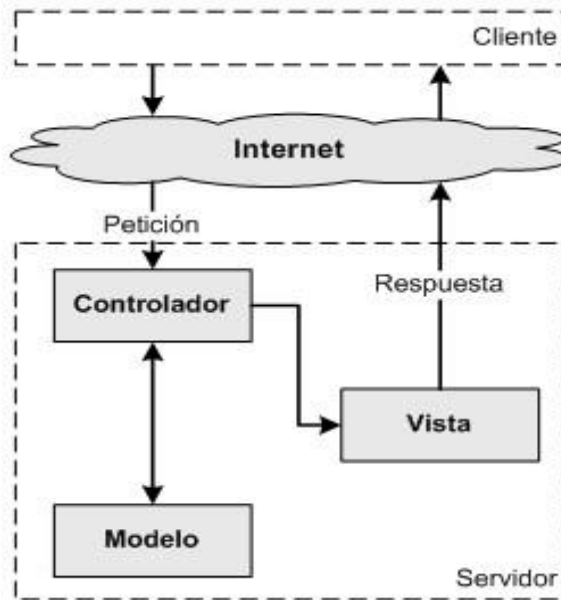 Cliente
Internet
Petición
Controlador
Respuesta
Vista
Modelo
Servidor